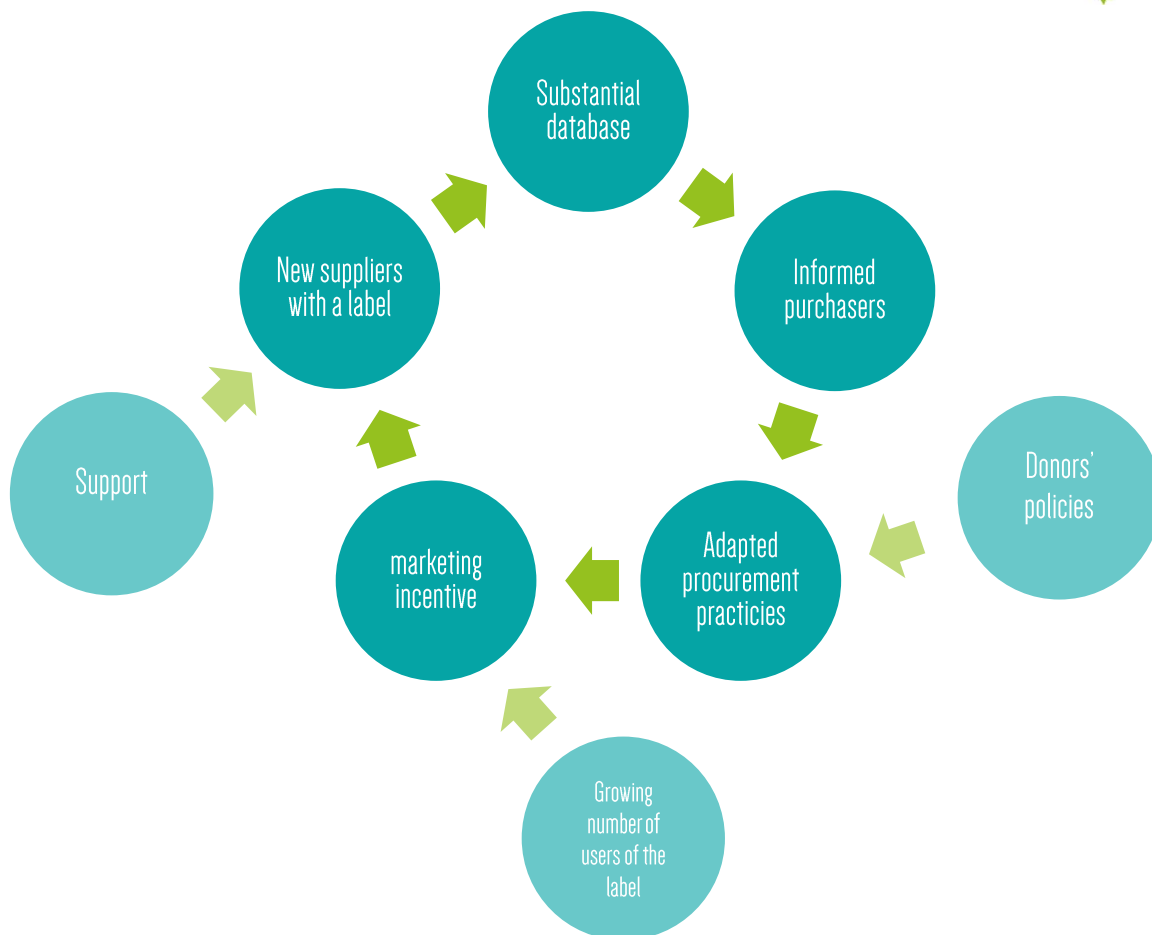 Substantial
database
New suppliers
with a label
Informed
purchasers
Support
Donors'
policies
marketing
incentive
Adapted
procurement
practicies
Growing
number of
users of the
label